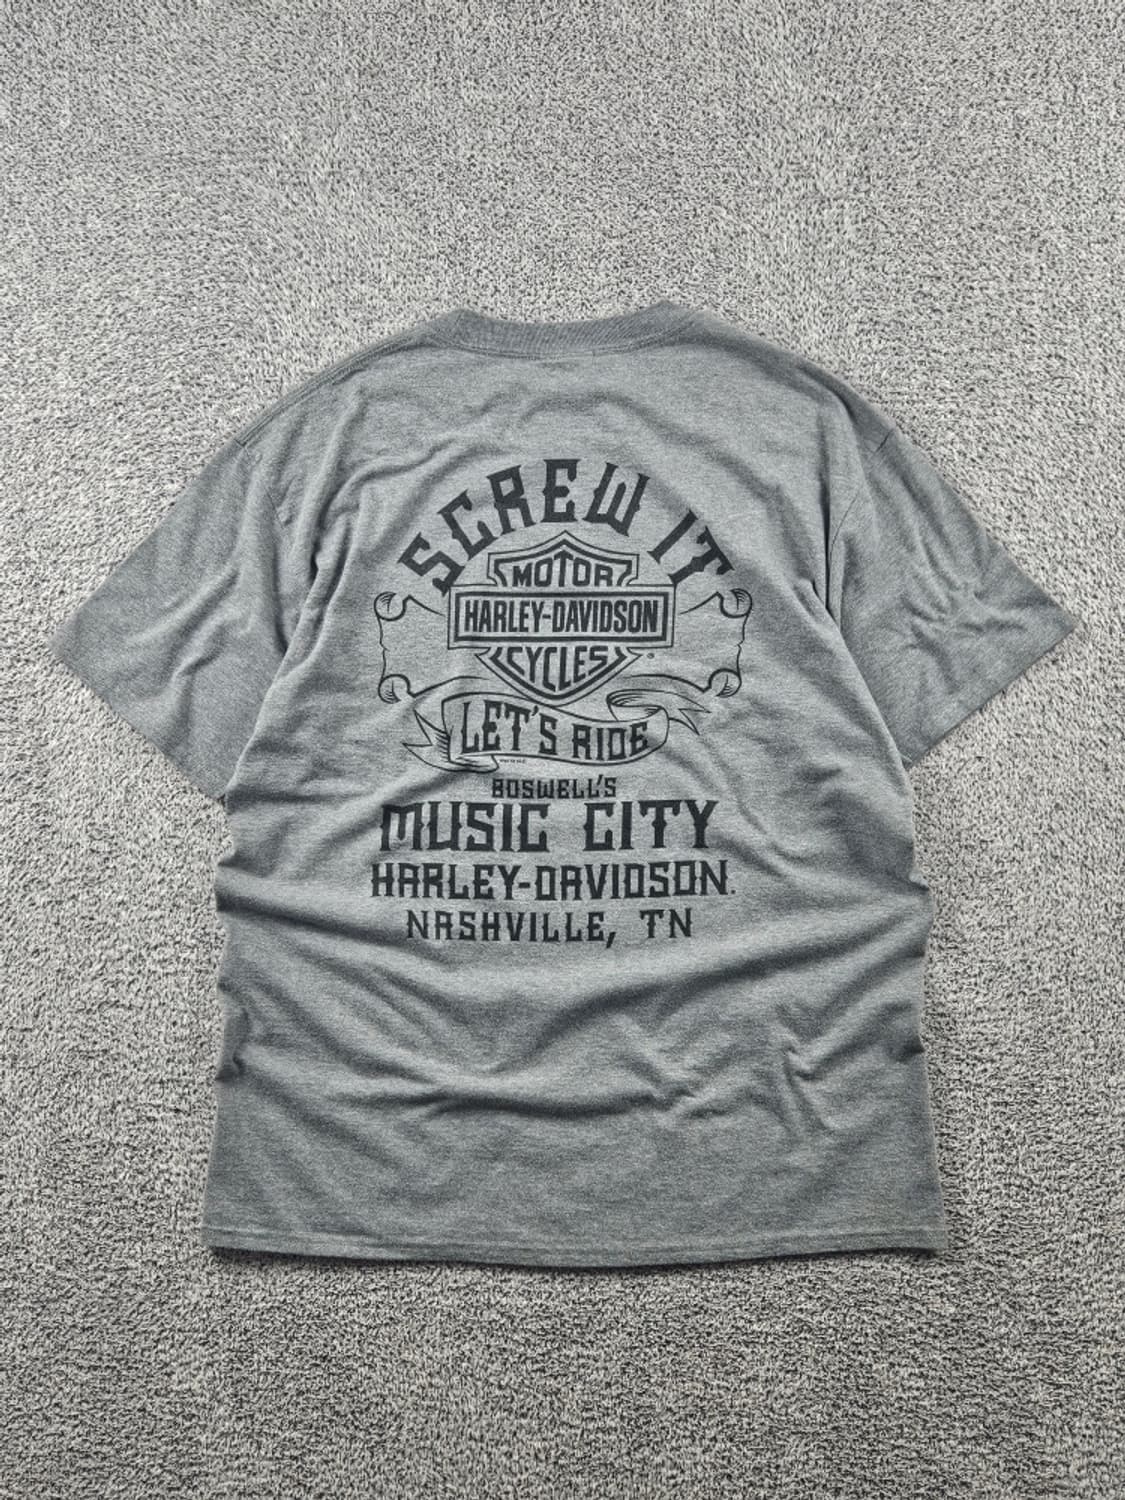 SCREW IT
MOTOR
HARLEY-DAVIDSON
CYCLES
LET'S RIDE
BOSWELL'S
MUSIC CITY
HARLEY-DAVIDSON.
NASHVILLE, TN